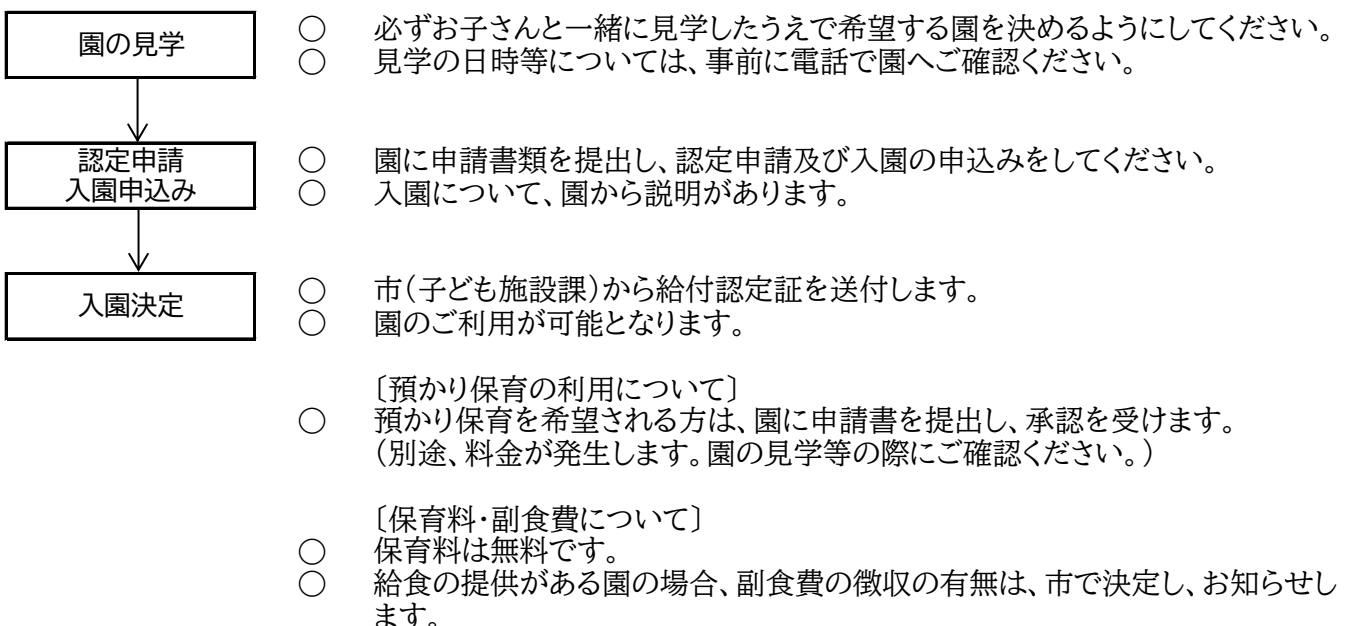 園の見学
○ 必ずお子さんと一緒に見学したうえで希望する園を決めるようにしてください。
○ 見学の日時等については、事前に電話で園へご確認ください。
認定申請
入園申込み
○ 園に申請書類を提出し、認定申請及び入園の申込みをしてください。
○ 入園について、園から説明があります。
入園決定
○ 市(子ども施設課)から給付認定証を送付します。
○ 園のご利用が可能となります。
〔預かり保育の利用について〕
○ 預かり保育を希望される方は、園に申請書を提出し、承認を受けます。
(別途、料金が発生します。園の見学等の際にご確認ください。)
〔保育料・副食費について〕
○ 保育料は無料です。
○ 給食の提供がある園の場合、副食費の徴収の有無は、市で決定し、お知らせし
ます。